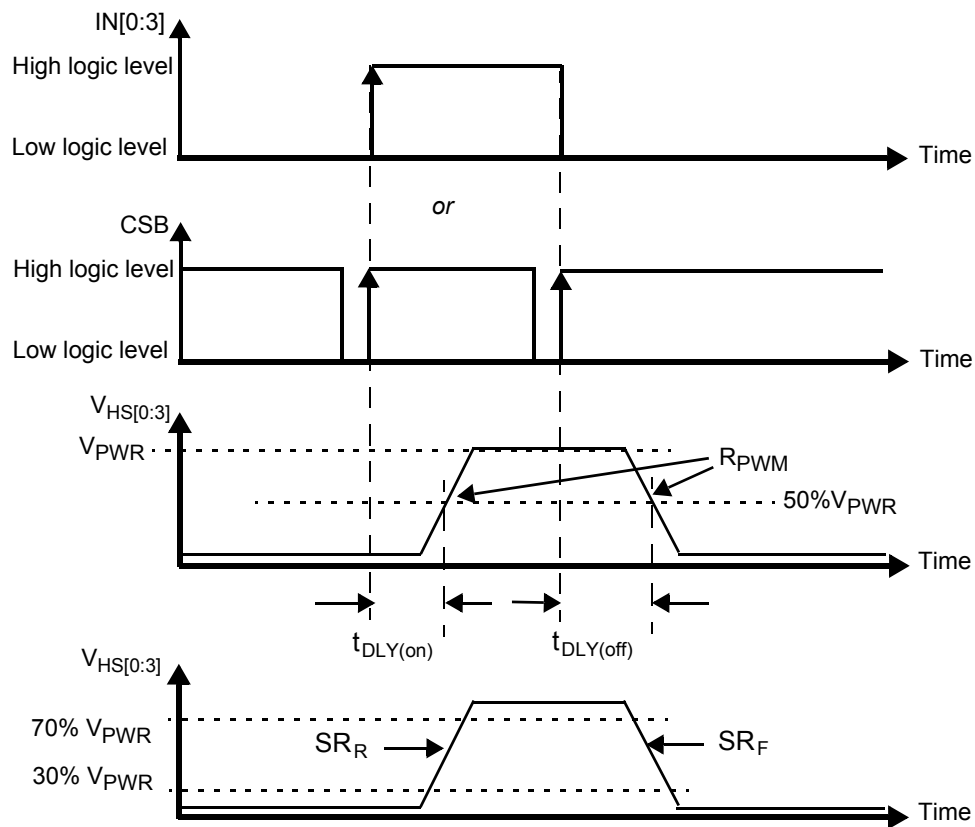 IN[0:3]
High logic level
Low logic level
Time
or
CSB
High logic level
Low logic level
Time
VHS[0:3]
VPWR
RPWM
50%VPWR
Time
tDLY(on)
tDLY(off)
VHS[0:3]
70% VPWR
SRR
SRF
30% VPWR
Time